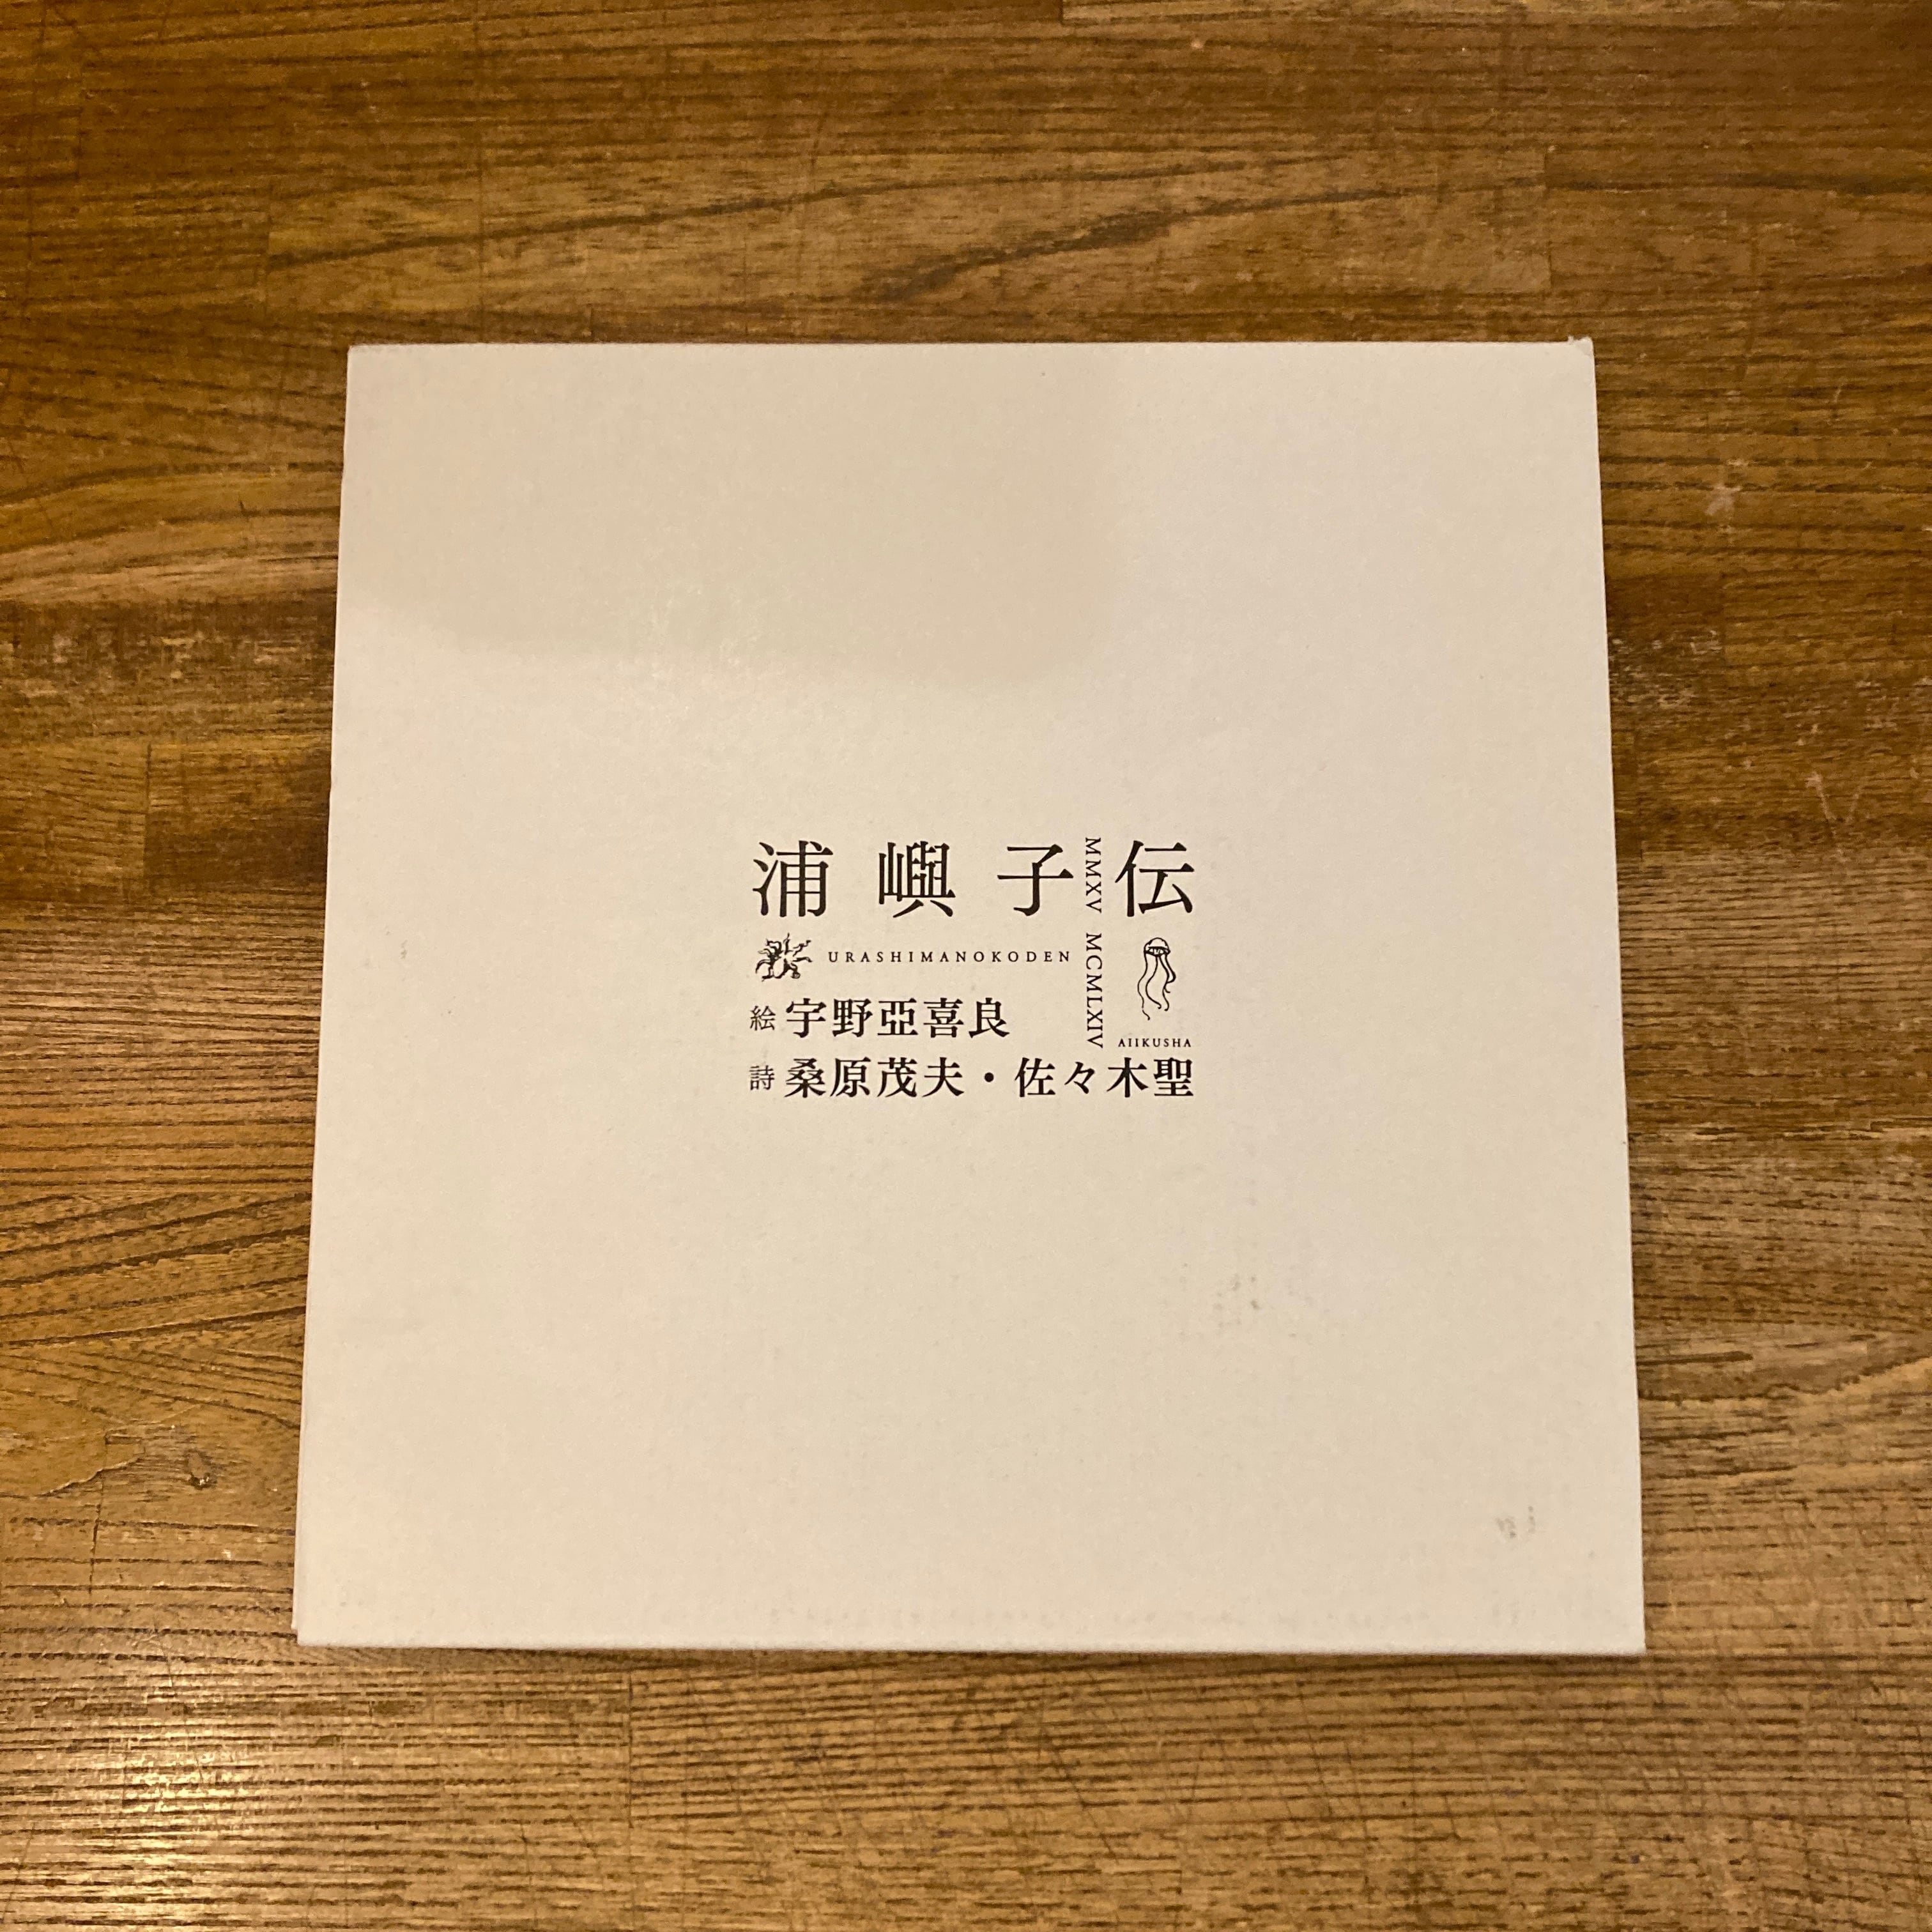 浦嶼子伝
MMXV MCMLXIV
URASHIMANOKODEN
絵 宇野亞喜良
AIIKUSHA
詩 桑原茂夫・佐々木聖